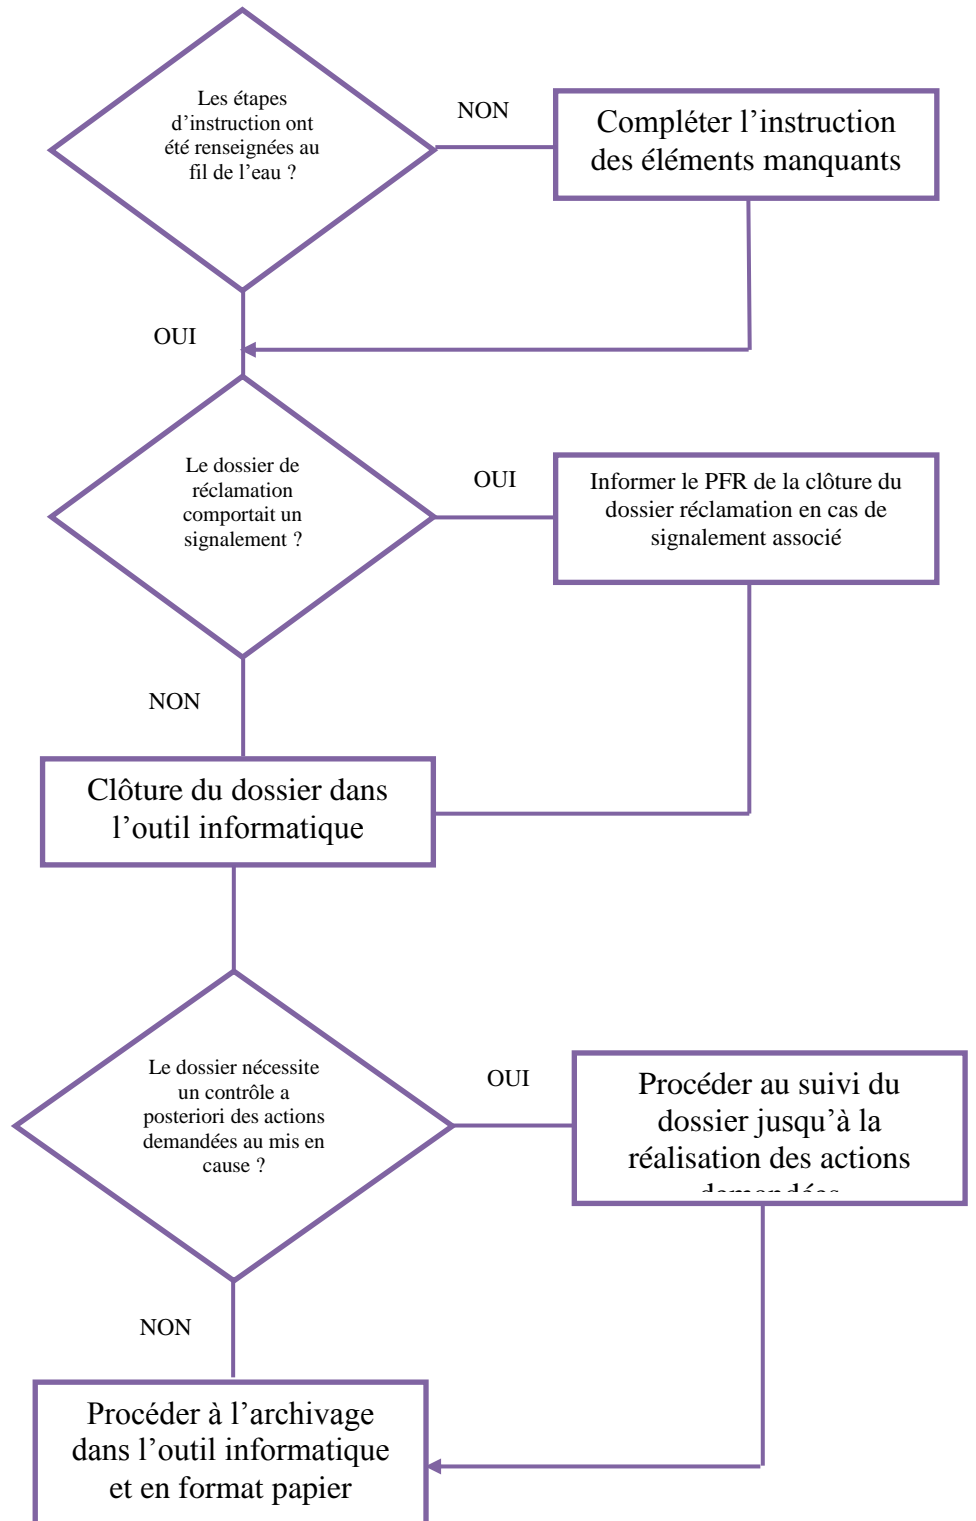 Les étapes
d’instruction ont
été renseignées au
fil de l’eau ?
NON
Compléter l’instruction
des éléments manquants
OUI
Le dossier de
réclamation
comportait un
signalement ?
OUI
Informer le PFR de la clôture du
dossier réclamation en cas de
signalement associé
NON
Clôture du dossier dans
l’outil informatique
Le dossier nécessite
un contrôle a
posteriori des actions
demandées au mis en
cause ?
OUI
Procéder au suivi du
dossier jusqu’à la
réalisation des actions
demandées
NON
Procéder à l’archivage
dans l’outil informatique
et en format papier